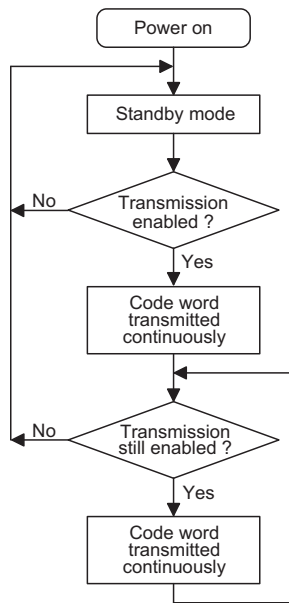 Power on
Standby mode
Transmission
enabled ?
No
Yes
Code word
transmitted
continuously
Transmission
still enabled ?
No
Yes
Code word
transmitted
continuously